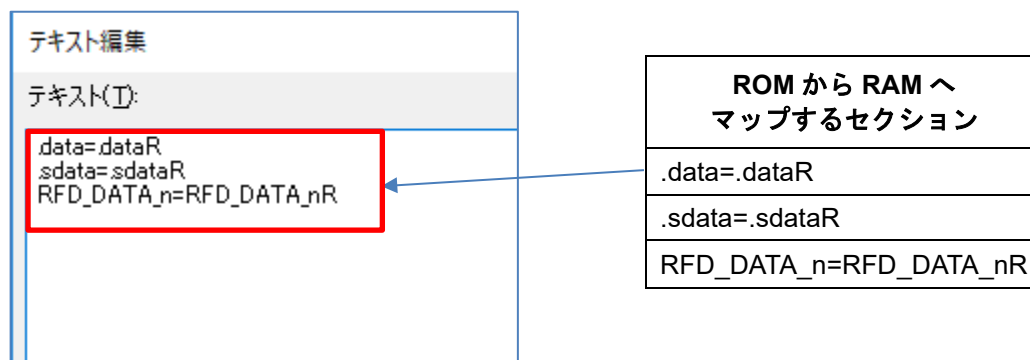 テキスト編集
テキスト(T):
.data=.dataR
.sdata=.sdataR
RFD_DATA_n=RFD_DATA_nR
ROM から RAM へ
マップするセクション
.data=.dataR
.sdata=.sdataR
RFD_DATA_n=RFD_DATA_nR